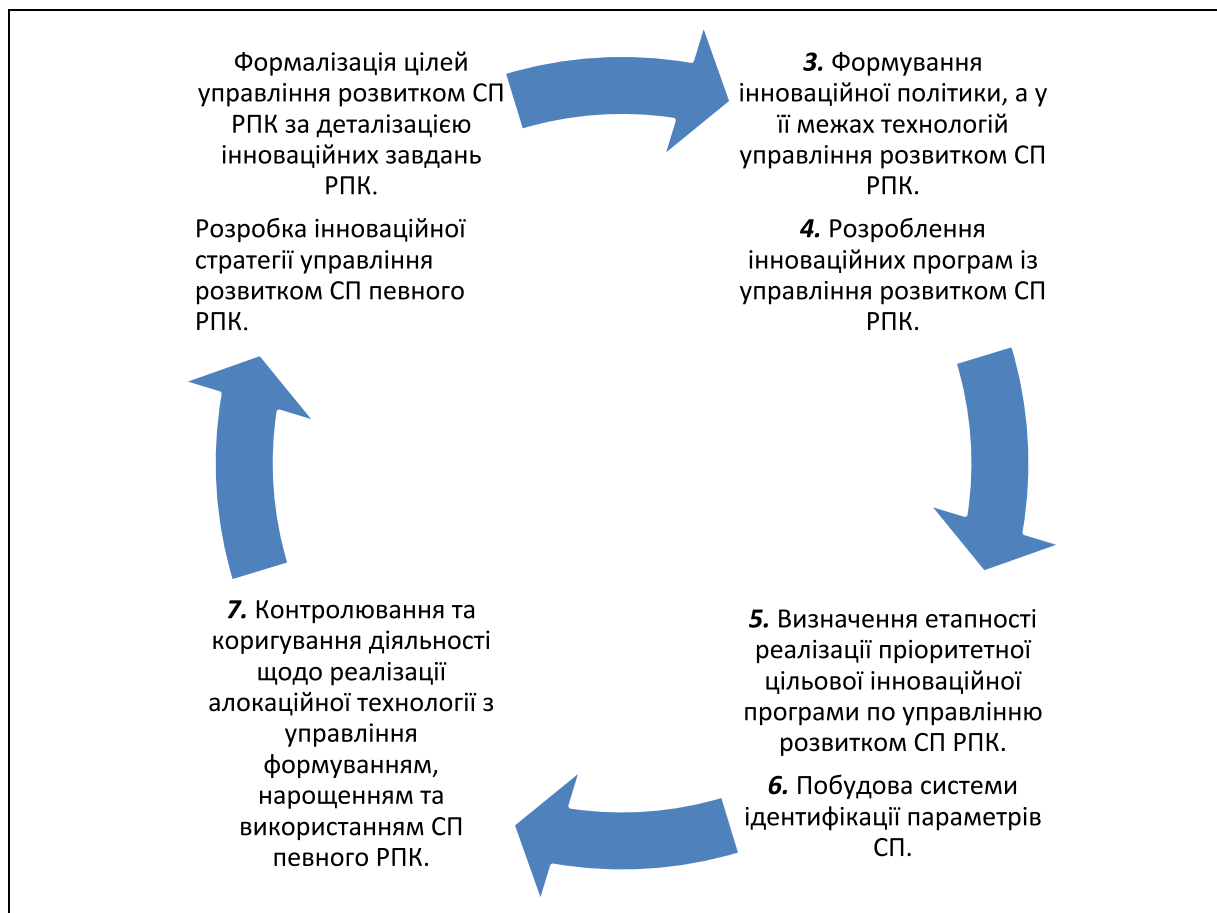 Формалізація цілей
управління розвитком СП
РПК за деталізацією
інноваційних завдань
РПК.
Розробка інноваційної
стратегії управління
розвитком СП певного
РПК.
3. Формування
інноваційної політики, а у
її межах технологій
управління розвитком СП
РПК.
4. Розроблення
інноваційних програм із
управління розвитком СП
РПК.
5. Визначення етапності
реалізації пріоритетної
цільової інноваційної
програми по управлінню
розвитком СП РПК.
6. Побудова системи
ідентифікації параметрів
СП.
7. Контролювання та
коригування діяльності
щодо реалізації
алокаційної технології з
управління
формуванням,
нарощенням та
використанням СП
певного РПК.